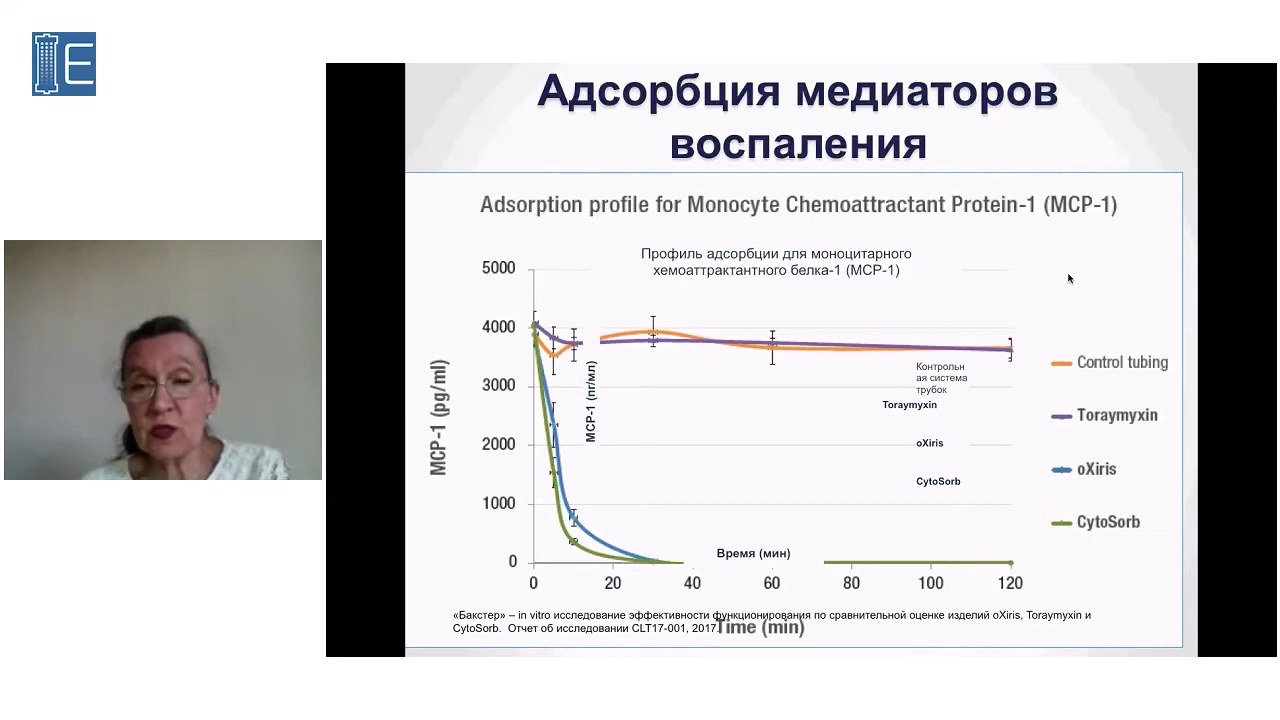 E
Адсорбция медиаторов
воспаления
Adsorption profile for Monocyte Chemoattractant Protein-1 (MCP-1)
Профиль адсорбции для моноцитарного
хемоаттрактантного белка-1 (MCP-1)
5000
4000
3000
2000
1000
0
MCP-1 (pg/ml)
MCP-1 (пг/мл)
Контрольн
ая система
трубок
Toraymyxin
oXiris
CytoSorb
Control tubing
Toraymyxin
oXiris
CytoSorb
Время (мин)
0 20 40 60 80 100 120
«Бакстер» – in vitro исследование эффективности функционирования по сравнительной оценке изделий oXiris, Toraymyxin и
CytoSorb. Отчет об исследовании CLT17-001, 2017.
Time (min)